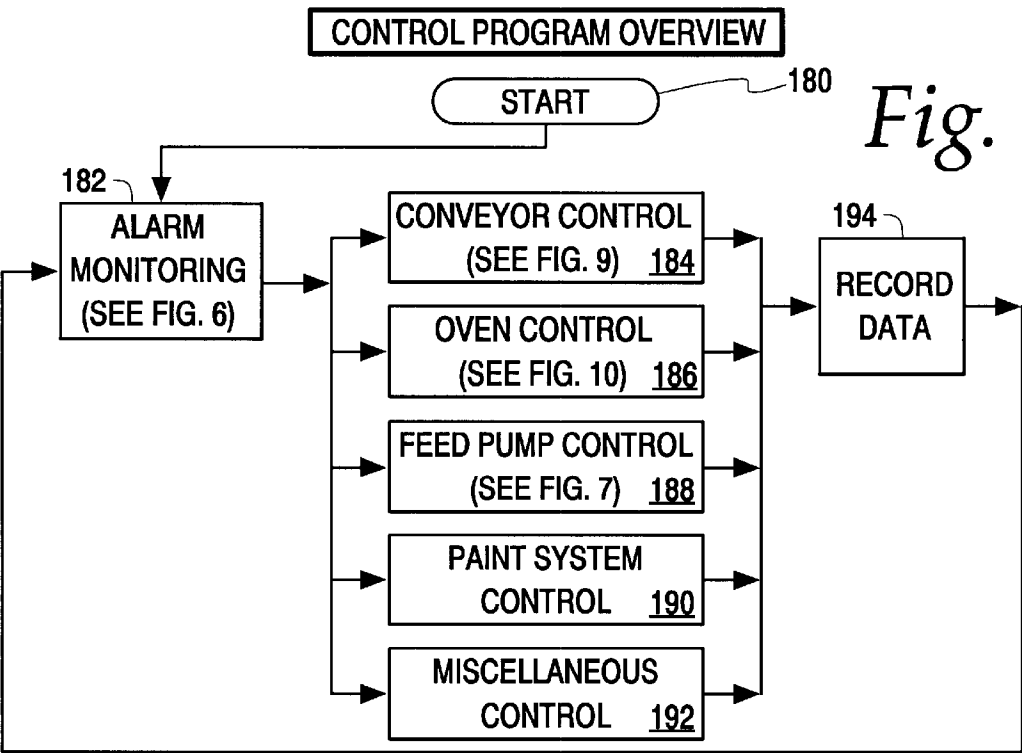 CONTROL PROGRAM OVERVIEW
START
180
Fig.
182
ALARM
MONITORING
(SEE FIG. 6)
CONVEYOR CONTROL
(SEE FIG. 9) 184
OVEN CONTROL
(SEE FIG. 10) 186
FEED PUMP CONTROL
(SEE FIG. 7) 188
PAINT SYSTEM
CONTROL 190
MISCELLANEOUS
CONTROL 192
194
RECORD
DATA